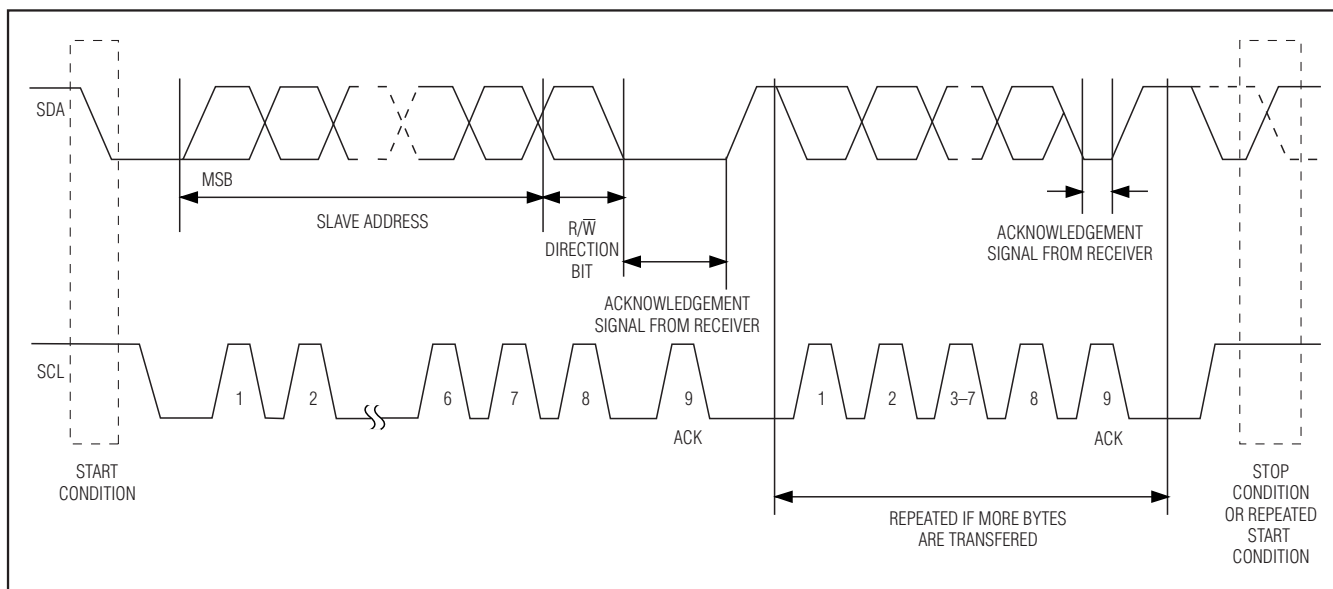 SDA
MSB
SLAVE ADDRESS
R/W̅
DIRECTION
BIT
ACKNOWLEDGEMENT
SIGNAL FROM RECEIVER
ACKNOWLEDGEMENT
SIGNAL FROM RECEIVER
SCL
1
2
6
7
8
9
1
2
3–7
8
9
ACK
ACK
START
CONDITION
REPEATED IF MORE BYTES
ARE TRANSFERED
STOP
CONDITION
OR REPEATED
START
CONDITION